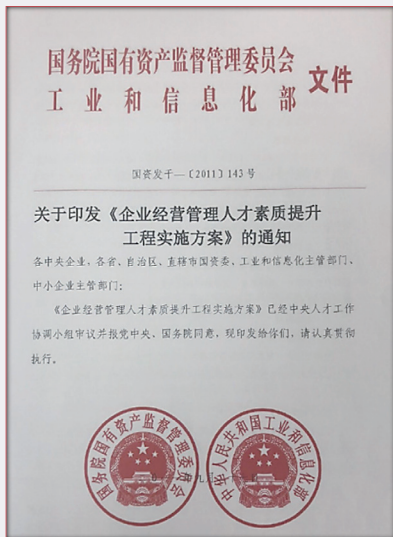 国务院国有资产监督管理委员会
工业和信息化部
文件
国资发干一〔2011〕143号
关于印发《企业经营管理人才素质提升
工程实施方案》的通知
各中央企业，各省、自治区、直辖市国资委、工业和信息化主管部门、
中小企业主管部门：
《企业经营管理人才素质提升工程实施方案》已经中央人才工作
协调小组审议并报党中央、国务院同意，现印发给你们，请认真贯彻
执行。
国务院国有资产监督管理委员会
中华人民共和国工业和信息化部